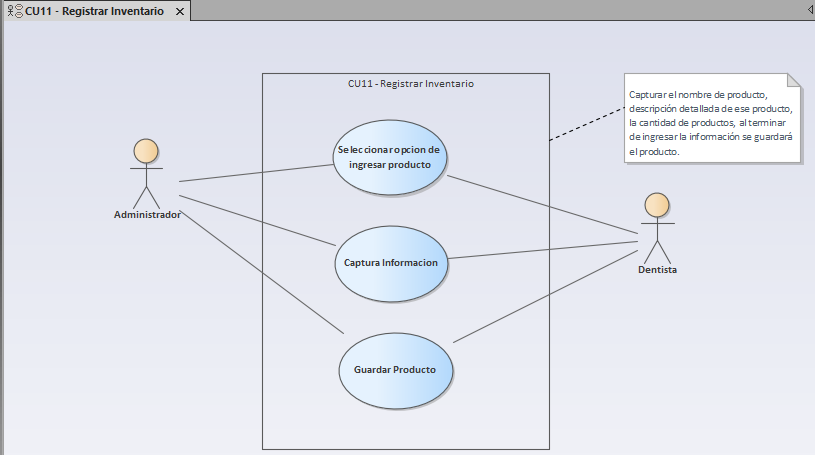 CU11 - Registrar Inventario
CU11 - Registrar Inventario
Capturar el nombre de producto,
descripción detallada de ese producto,
la cantidad de productos, al terminar
de ingresar la información se guardará
el producto.
Seleccionar opcion de
ingresar producto
Administrador
Captura Informacion
Dentista
Guardar Producto